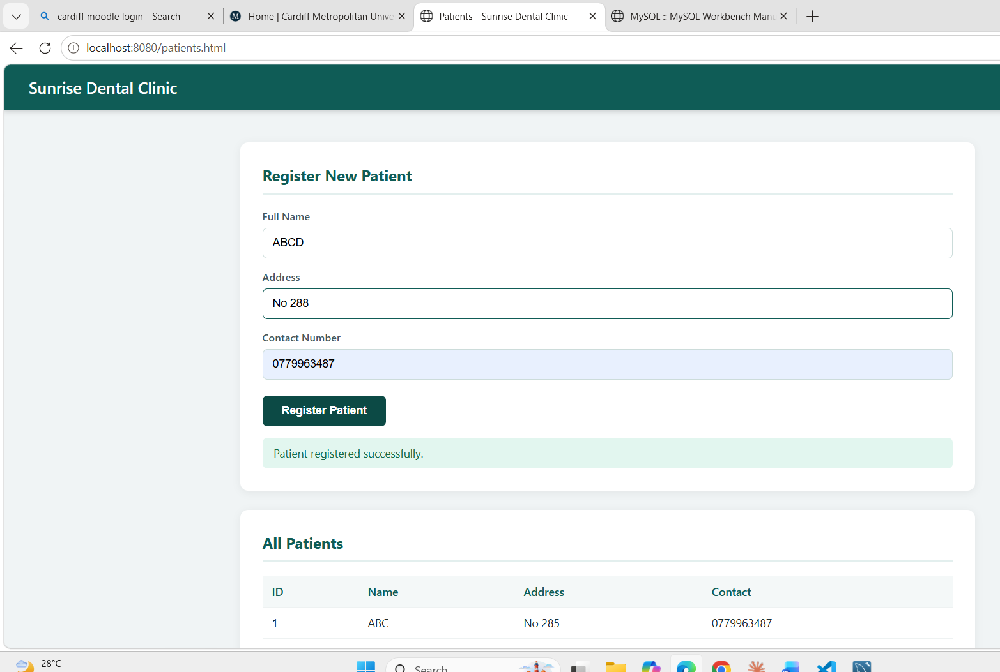 cardiff moodle login - Search
Home | Cardiff Metropolitan Unive
Patients - Sunrise Dental Clinic
MySQL :: MySQL Workbench Manu
localhost:8080/patients.html
Sunrise Dental Clinic
Register New Patient
Full Name
ABCD
Address
No 288
Contact Number
0779963487
Register Patient
Patient registered successfully.
All Patients
ID Name Address Contact
1 ABC No 285 0779963487
28°C
Search